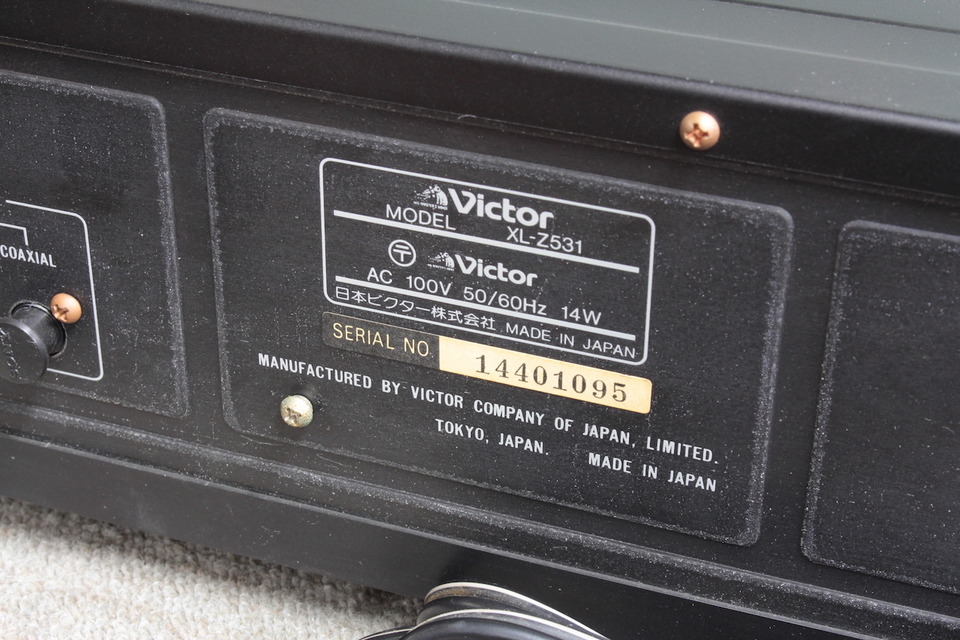 COAXIAL
Victor
MODEL XL-Z531
〒 Victor
AC 100V 50/60Hz 14W
日本ビクター株式会社 MADE IN JAPAN
SERIAL NO. 14401095
MANUFACTURED BY VICTOR COMPANY OF JAPAN, LIMITED.
TOKYO, JAPAN. MADE IN JAPAN